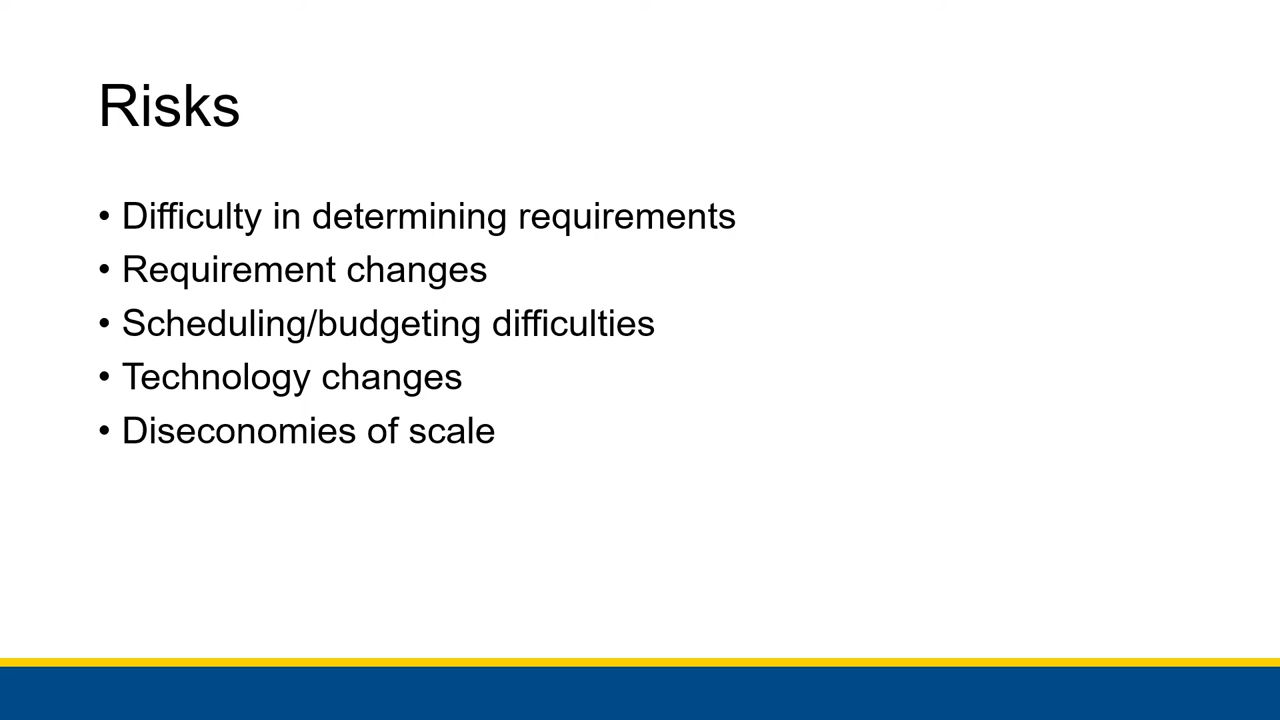 Risks
• Difficulty in determining requirements
• Requirement changes
• Scheduling/budgeting difficulties
• Technology changes
• Diseconomies of scale